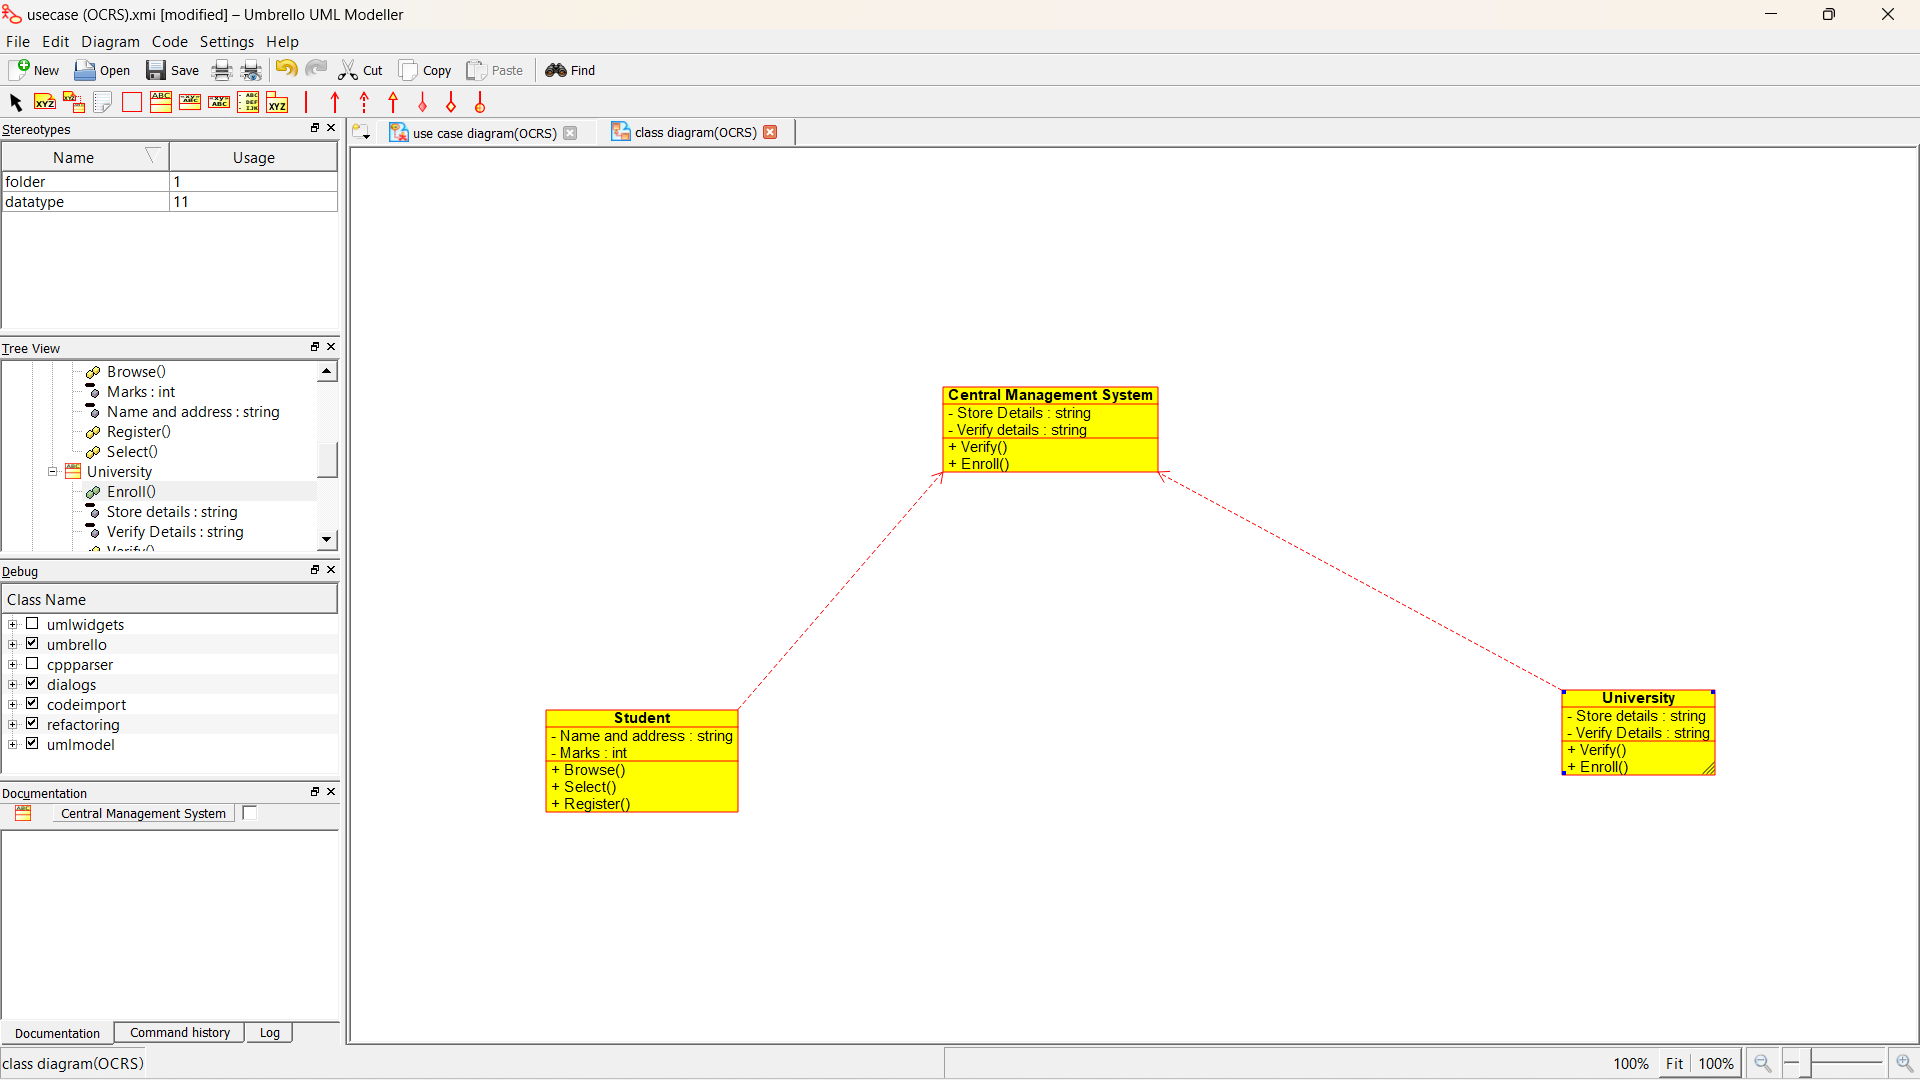 usecase (OCRS).xmi [modified] – Umbrello UML Modeller
File Edit Diagram Code Settings Help
New Open Save Cut Copy Paste Find
Stereotypes
Name Usage
folder 1
datatype 11
Tree View
Browse()
Marks : int
Name and address : string
Register()
Select()
University
Enroll()
Store details : string
Verify Details : string
Verify()
Debug
Class Name
umlwidgets
umbrello
cppparser
dialogs
codeimport
refactoring
umlmodel
Documentation
Central Management System
Documentation Command history Log
class diagram(OCRS)
use case diagram(OCRS) class diagram(OCRS)
Central Management System
- Store Details : string
- Verify details : string
+ Verify()
+ Enroll()
Student
- Name and address : string
- Marks : int
+ Browse()
+ Select()
+ Register()
University
- Store details : string
- Verify Details : string
+ Verify()
+ Enroll()
100% Fit 100%